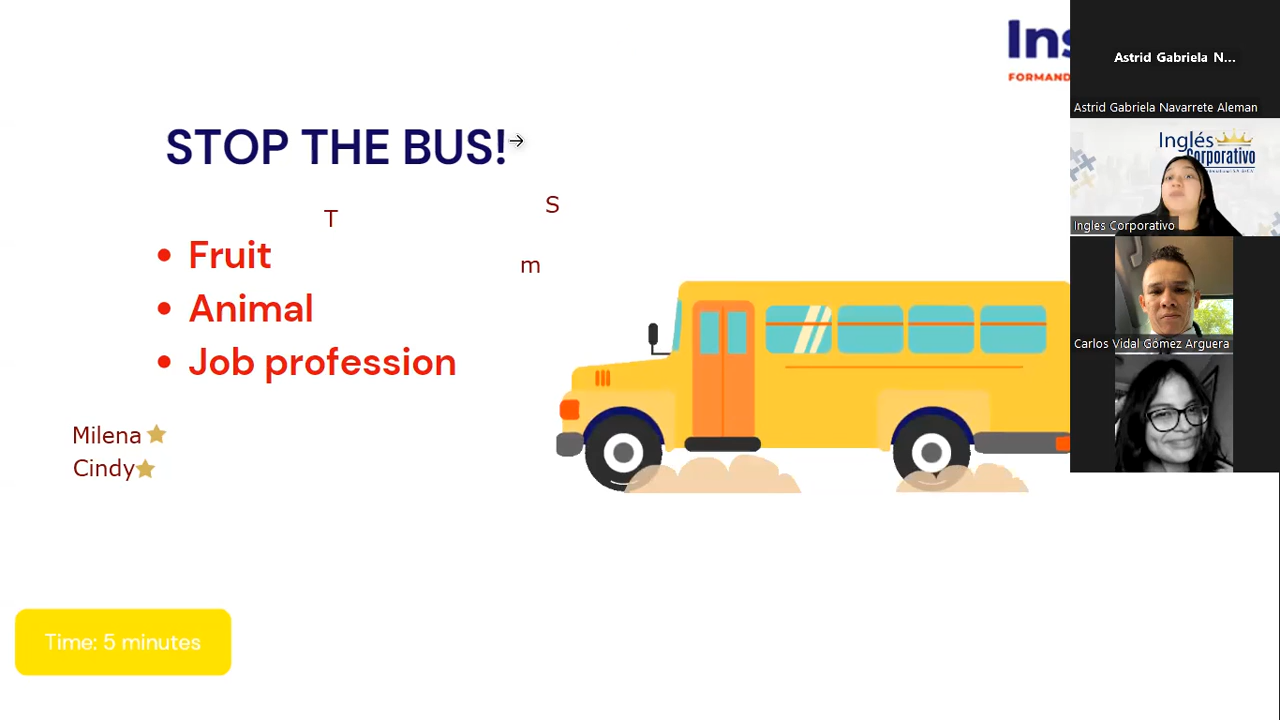 Ins
FORMAND
STOP THE BUS!
T
S
m
• Fruit
• Animal
• Job profession
Milena
Cindy
Time: 5 minutes
Astrid Gabriela N...
Astrid Gabriela Navarrete Aleman
Inglés
Corporativo
Ingles Corporativo
Carlos Vidal Gómez Arguera